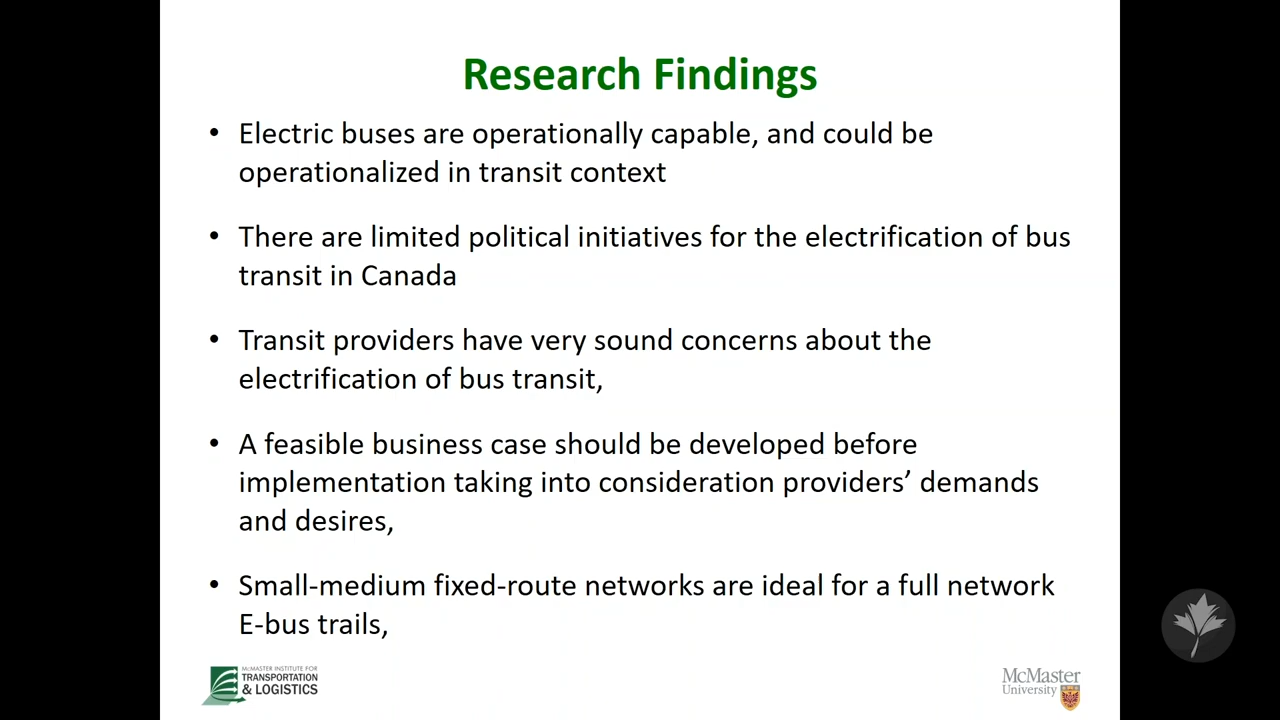 Research Findings
• Electric buses are operationally capable, and could be
operationalized in transit context
• There are limited political initiatives for the electrification of bus
transit in Canada
• Transit providers have very sound concerns about the
electrification of bus transit,
• A feasible business case should be developed before
implementation taking into consideration providers’ demands
and desires,
• Small-medium fixed-route networks are ideal for a full network
E-bus trails,
McMASTER INSTITUTE FOR
TRANSPORTATION
& LOGISTICS
McMaster
University